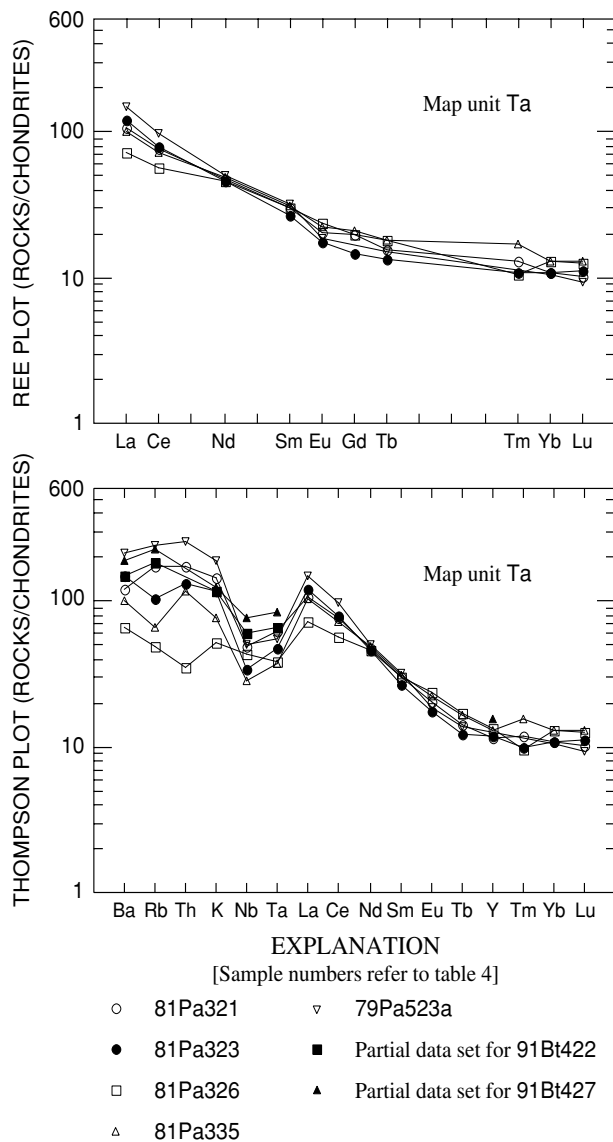 600
100
10
1
REE PLOT (ROCKS/CHONDRITES)
Map unit Ta
La Ce Nd Sm Eu Gd Tb Tm Yb Lu
600
100
10
1
THOMPSON PLOT (ROCKS/CHONDRITES)
Map unit Ta
Ba Rb Th K Nb Ta La Ce Nd Sm Eu Tb Y Tm Yb Lu
EXPLANATION
[Sample numbers refer to table 4]
81Pa321
81Pa323
81Pa326
81Pa335
79Pa523a
Partial data set for 91Bt422
Partial data set for 91Bt427